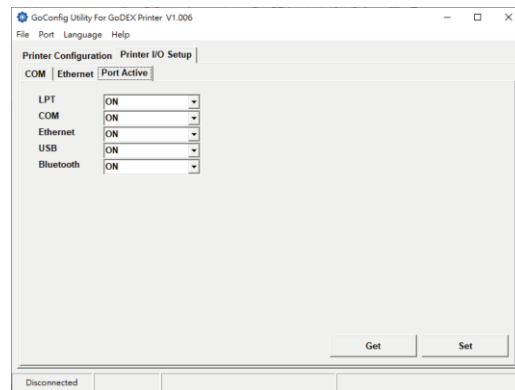 GoConfig Utility For GoDEX Printer V1.006
File Port Language Help
Printer Configuration Printer I/O Setup
COM Ethernet Port Active
LPT ON
COM ON
Ethernet ON
USB ON
Bluetooth ON
Get Set
Disconnected